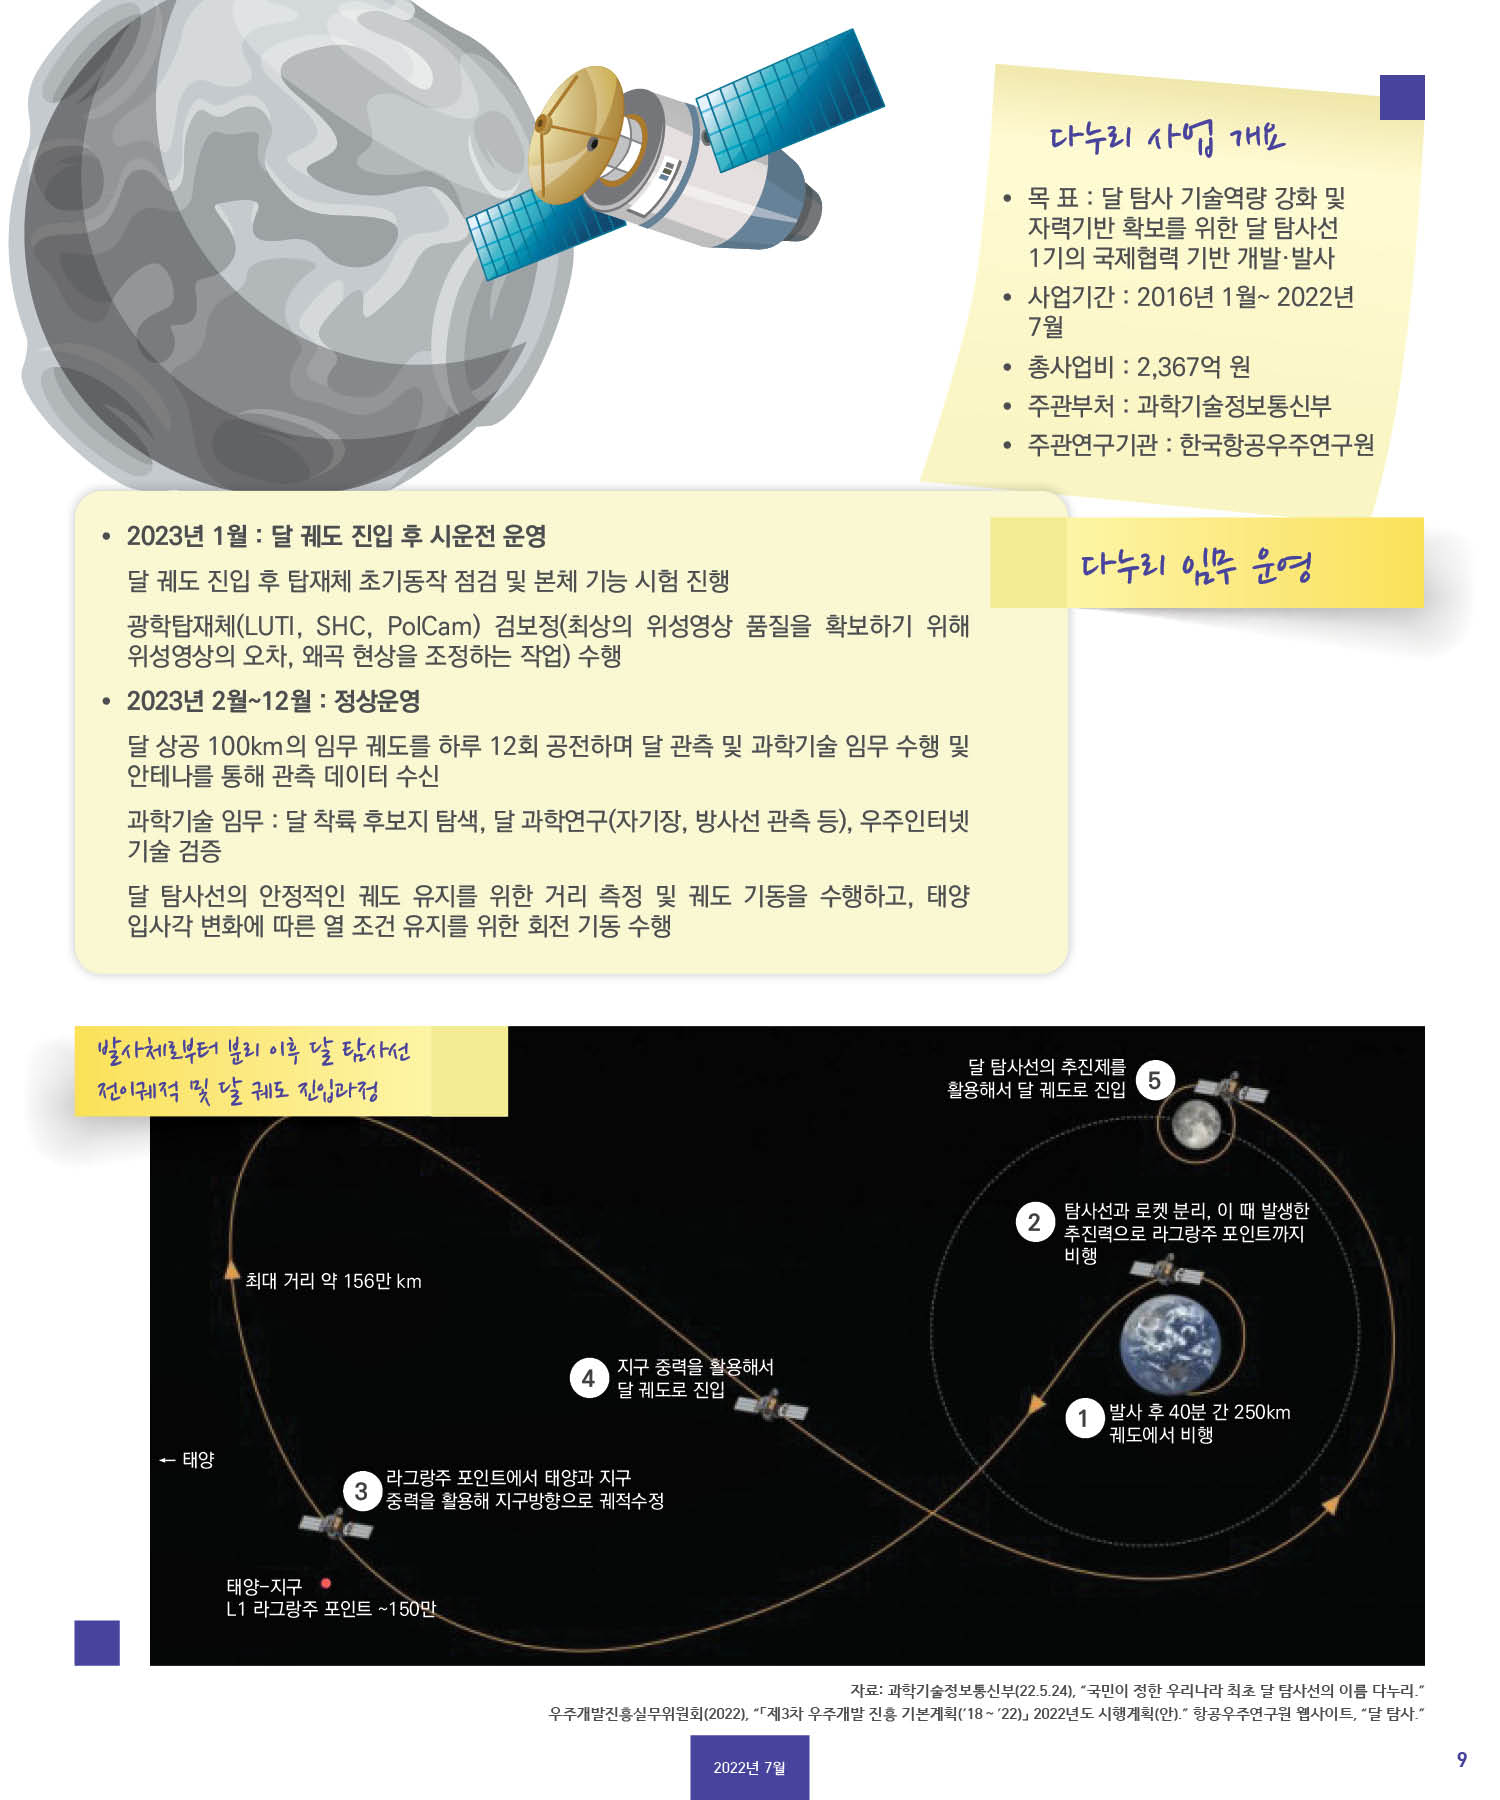 다누리 사업 개요
• 목 표 : 달 탐사 기술역량 강화 및
자력기반 확보를 위한 달 탐사선
1기의 국제협력 기반 개발·발사
• 사업기간 : 2016년 1월~ 2022년
7월
• 총사업비 : 2,367억 원
• 주관부처 : 과학기술정보통신부
• 주관연구기관 : 한국항공우주연구원
다누리 임무 운영
• 2023년 1월 : 달 궤도 진입 후 시운전 운영
달 궤도 진입 후 탑재체 초기동작 점검 및 본체 기능 시험 진행
광학탑재체(LUTI, SHC, PolCam) 검보정(최상의 위성영상 품질을 확보하기 위해
위성영상의 오차, 왜곡 현상을 조정하는 작업) 수행
• 2023년 2월~12월 : 정상운영
달 상공 100km의 임무 궤도를 하루 12회 공전하며 달 관측 및 과학기술 임무 수행 및
안테나를 통해 관측 데이터 수신
과학기술 임무 : 달 착륙 후보지 탐색, 달 과학연구(자기장, 방사선 관측 등), 우주인터넷
기술 검증
달 탐사선의 안정적인 궤도 유지를 위한 거리 측정 및 궤도 기동을 수행하고, 태양
입사각 변화에 따른 열 조건 유지를 위한 회전 기동 수행
발사체로부터 분리 이후 달 탐사선
전이궤적 및 달 궤도 진입과정
달 탐사선의 추진제를
활용해서 달 궤도로 진입
5
2
탐사선과 로켓 분리, 이 때 발생한
추진력으로 라그랑주 포인트까지
비행
최대 거리 약 156만 km
4
지구 중력을 활용해서
달 궤도로 진입
1
발사 후 40분 간 250km
궤도에서 비행
← 태양
3
라그랑주 포인트에서 태양과 지구
중력을 활용해 지구방향으로 궤적수정
태양-지구
L1 라그랑주 포인트 ~150만
자료: 과학기술정보통신부(22.5.24), “국민이 정한 우리나라 최초 달 탐사선의 이름 다누리.”
우주개발진흥실무위원회(2022), “「제3차 우주개발 진흥 기본계획(’18 ~ ’22)」 2022년도 시행계획(안).” 항공우주연구원 웹사이트, “달 탐사.”
2022년 7월
9